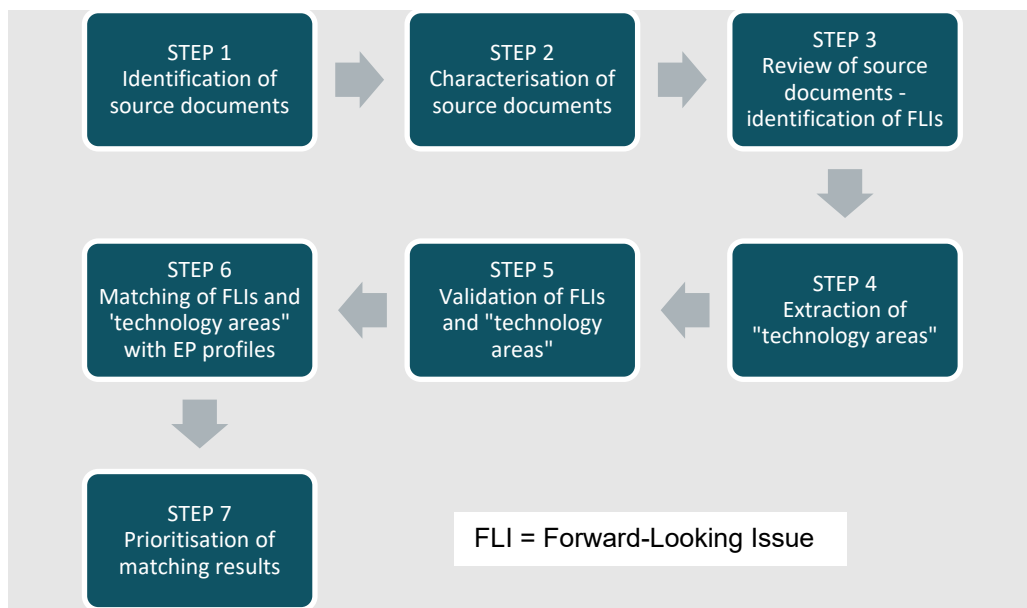 STEP 1
Identification of
source documents
STEP 2
Characterisation of
source documents
STEP 3
Review of source
documents -
identification of FLIs
STEP 4
Extraction of
"technology areas"
STEP 5
Validation of FLIs
and "technology
areas"
STEP 6
Matching of FLIs and
'technology areas"
with EP profiles
STEP 7
Prioritisation of
matching results
FLI = Forward-Looking Issue